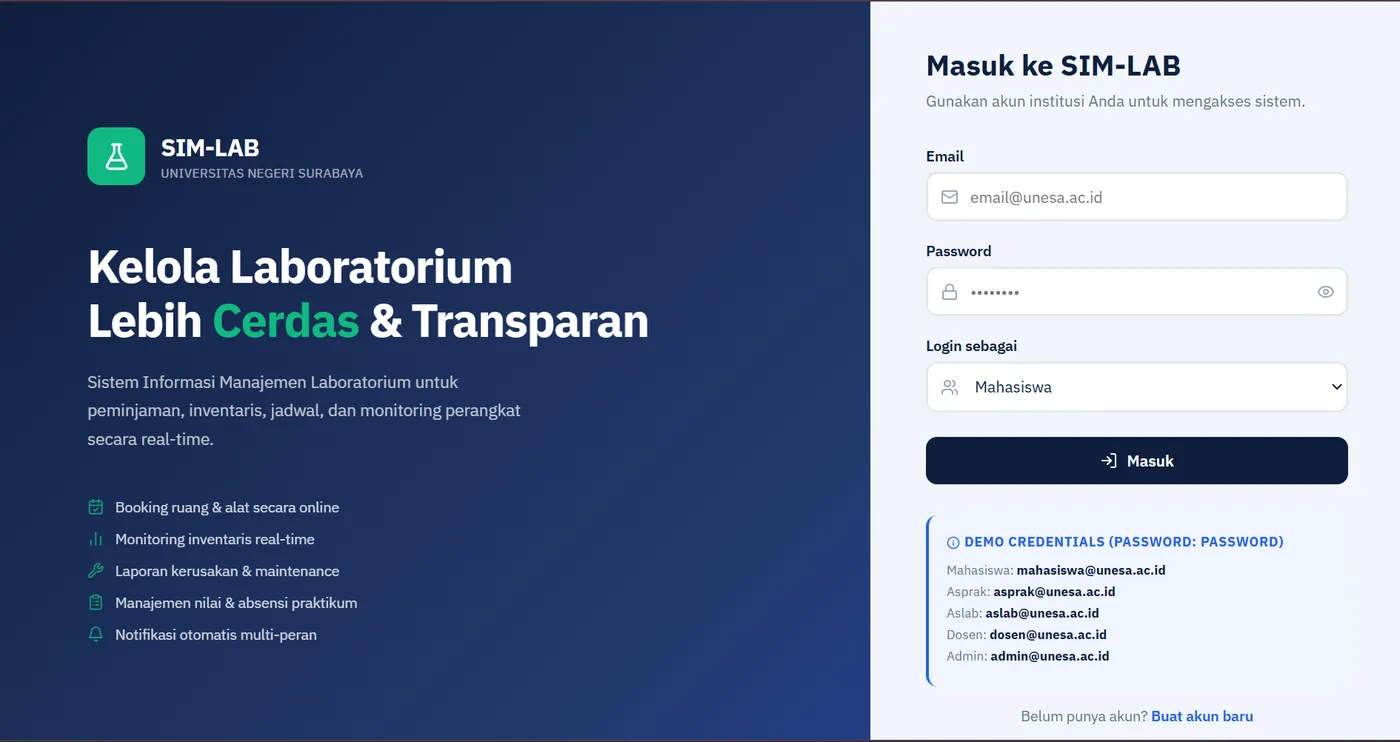 SIM-LAB
UNIVERSITAS NEGERI SURABAYA
Kelola Laboratorium
Lebih Cerdas & Transparan
Sistem Informasi Manajemen Laboratorium untuk
peminjaman, inventaris, jadwal, dan monitoring perangkat
secara real-time.
Booking ruang & alat secara online
Monitoring inventaris real-time
Laporan kerusakan & maintenance
Manajemen nilai & absensi praktikum
Notifikasi otomatis multi-peran
Masuk ke SIM-LAB
Gunakan akun institusi Anda untuk mengakses sistem.
Email
email@unesa.ac.id
Password
••••••••
Login sebagai
Mahasiswa
Masuk
DEMO CREDENTIALS (PASSWORD: PASSWORD)
Mahasiswa: mahasiswa@unesa.ac.id
Asprak: asprak@unesa.ac.id
Aslab: aslab@unesa.ac.id
Dosen: dosen@unesa.ac.id
Admin: admin@unesa.ac.id
Belum punya akun? Buat akun baru